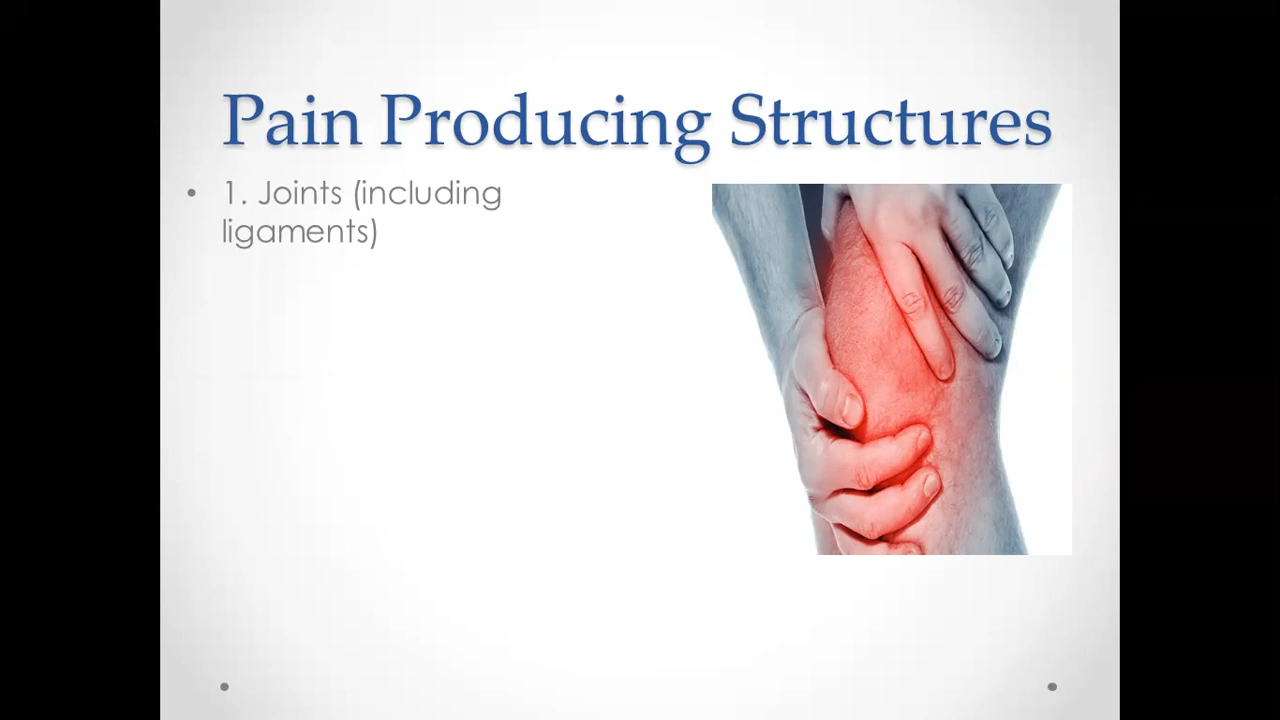 Pain Producing Structures
• 1. Joints (including
ligaments)